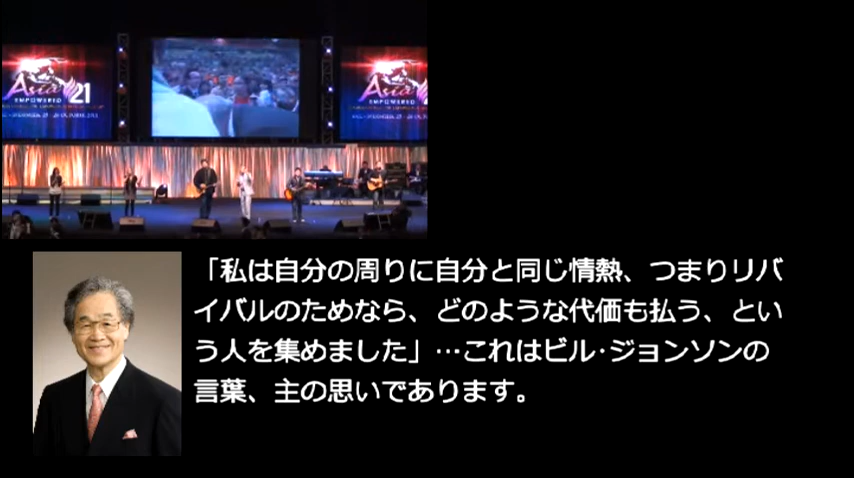 Asia
21
EMPOWERED
Asia
EMPOWERED
「私は自分の周りに自分と同じ情熱、つまりリバ
イバルのためなら、どのような代価も払う、とい
う人を集めました」…これはビル･ジョンソンの
言葉、主の思いであります。